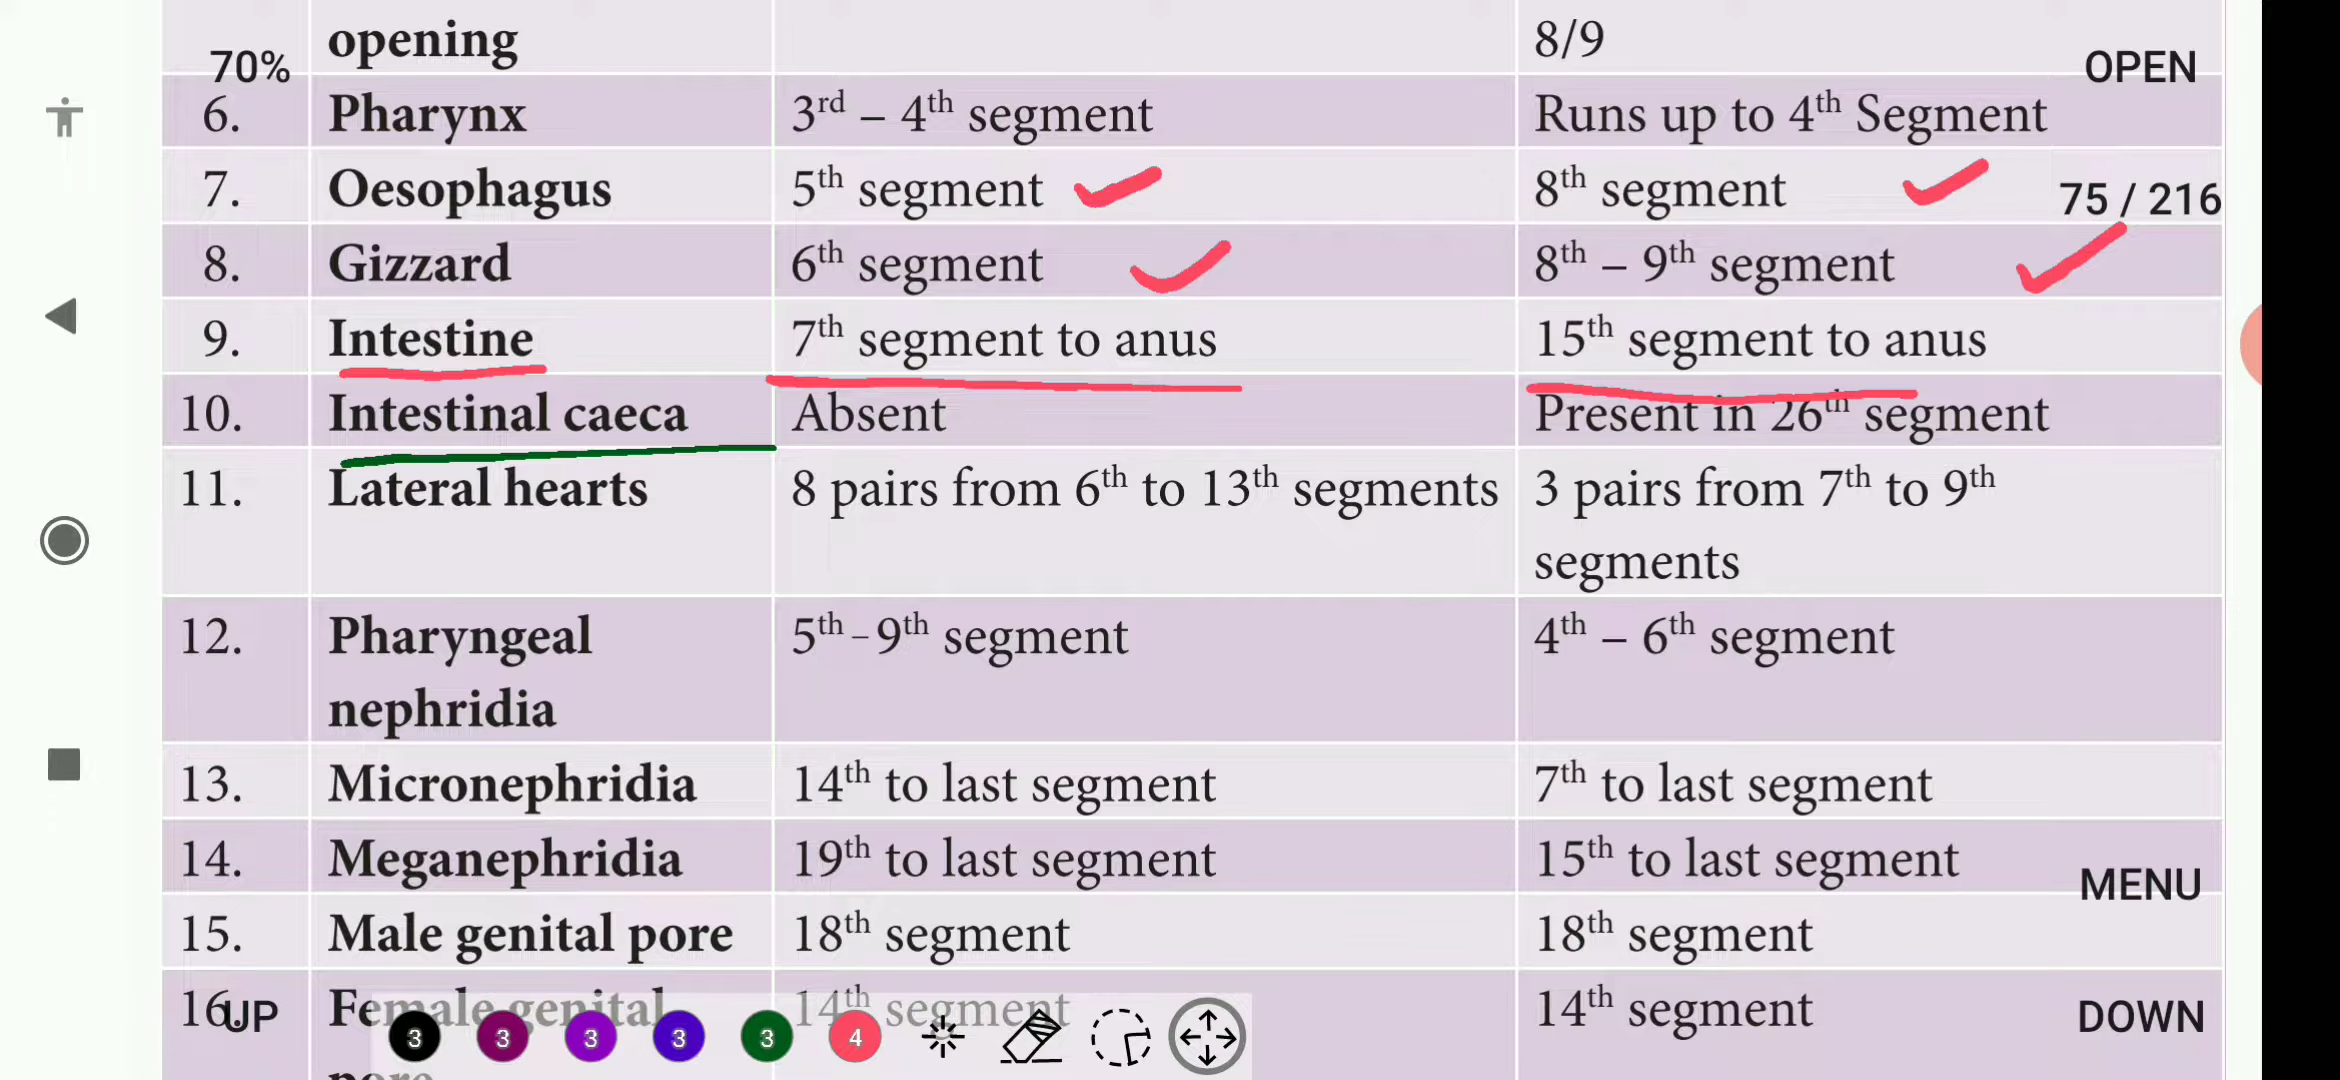 opening 8/9
70% OPEN
6. Pharynx 3rd – 4th segment Runs up to 4th Segment
7. Oesophagus 5th segment 8th segment
75 / 216
8. Gizzard 6th segment 8th – 9th segment
9. Intestine 7th segment to anus 15th segment to anus
10. Intestinal caeca Absent Present in 26th segment
11. Lateral hearts 8 pairs from 6th to 13th segments 3 pairs from 7th to 9th
segments
12. Pharyngeal 5th – 9th segment 4th – 6th segment
nephridia
13. Micronephridia 14th to last segment 7th to last segment
14. Meganephridia 19th to last segment 15th to last segment
MENU
15. Male genital pore 18th segment 18th segment
16. Female genital 14th segment 14th segment
UP DOWN
3 3 3 3 3 4
pore